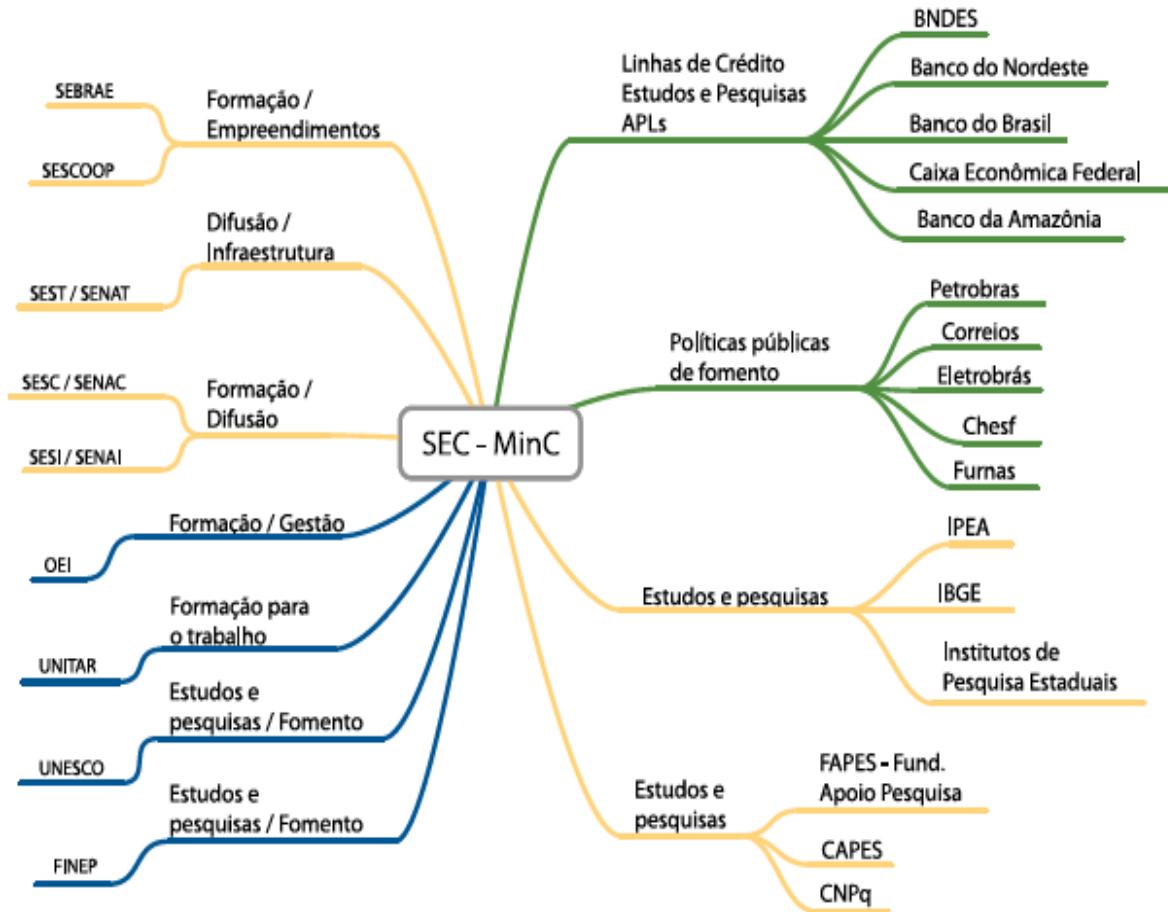 SEC - MinC
Formação /
Empreendimentos
SEBRAE
SESCOOP
Difusão /
Infraestrutura
SEST / SENAT
Formação /
Difusão
SESC / SENAC
SESI / SENAI
Formação / Gestão
OEI
Formação para
o trabalho
UNITAR
Estudos e
pesquisas / Fomento
UNESCO
Estudos e
pesquisas / Fomento
FINEP
Linhas de Crédito
Estudos e Pesquisas
APLs
BNDES
Banco do Nordeste
Banco do Brasil
Caixa Econômica Federal
Banco da Amazônia
Políticas públicas
de fomento
Petrobras
Correios
Eletrobrás
Chesf
Furnas
Estudos e pesquisas
IPEA
IBGE
Institutos de
Pesquisa Estaduais
Estudos e
pesquisas
FAPES - Fund.
Apoio Pesquisa
CAPES
CNPq